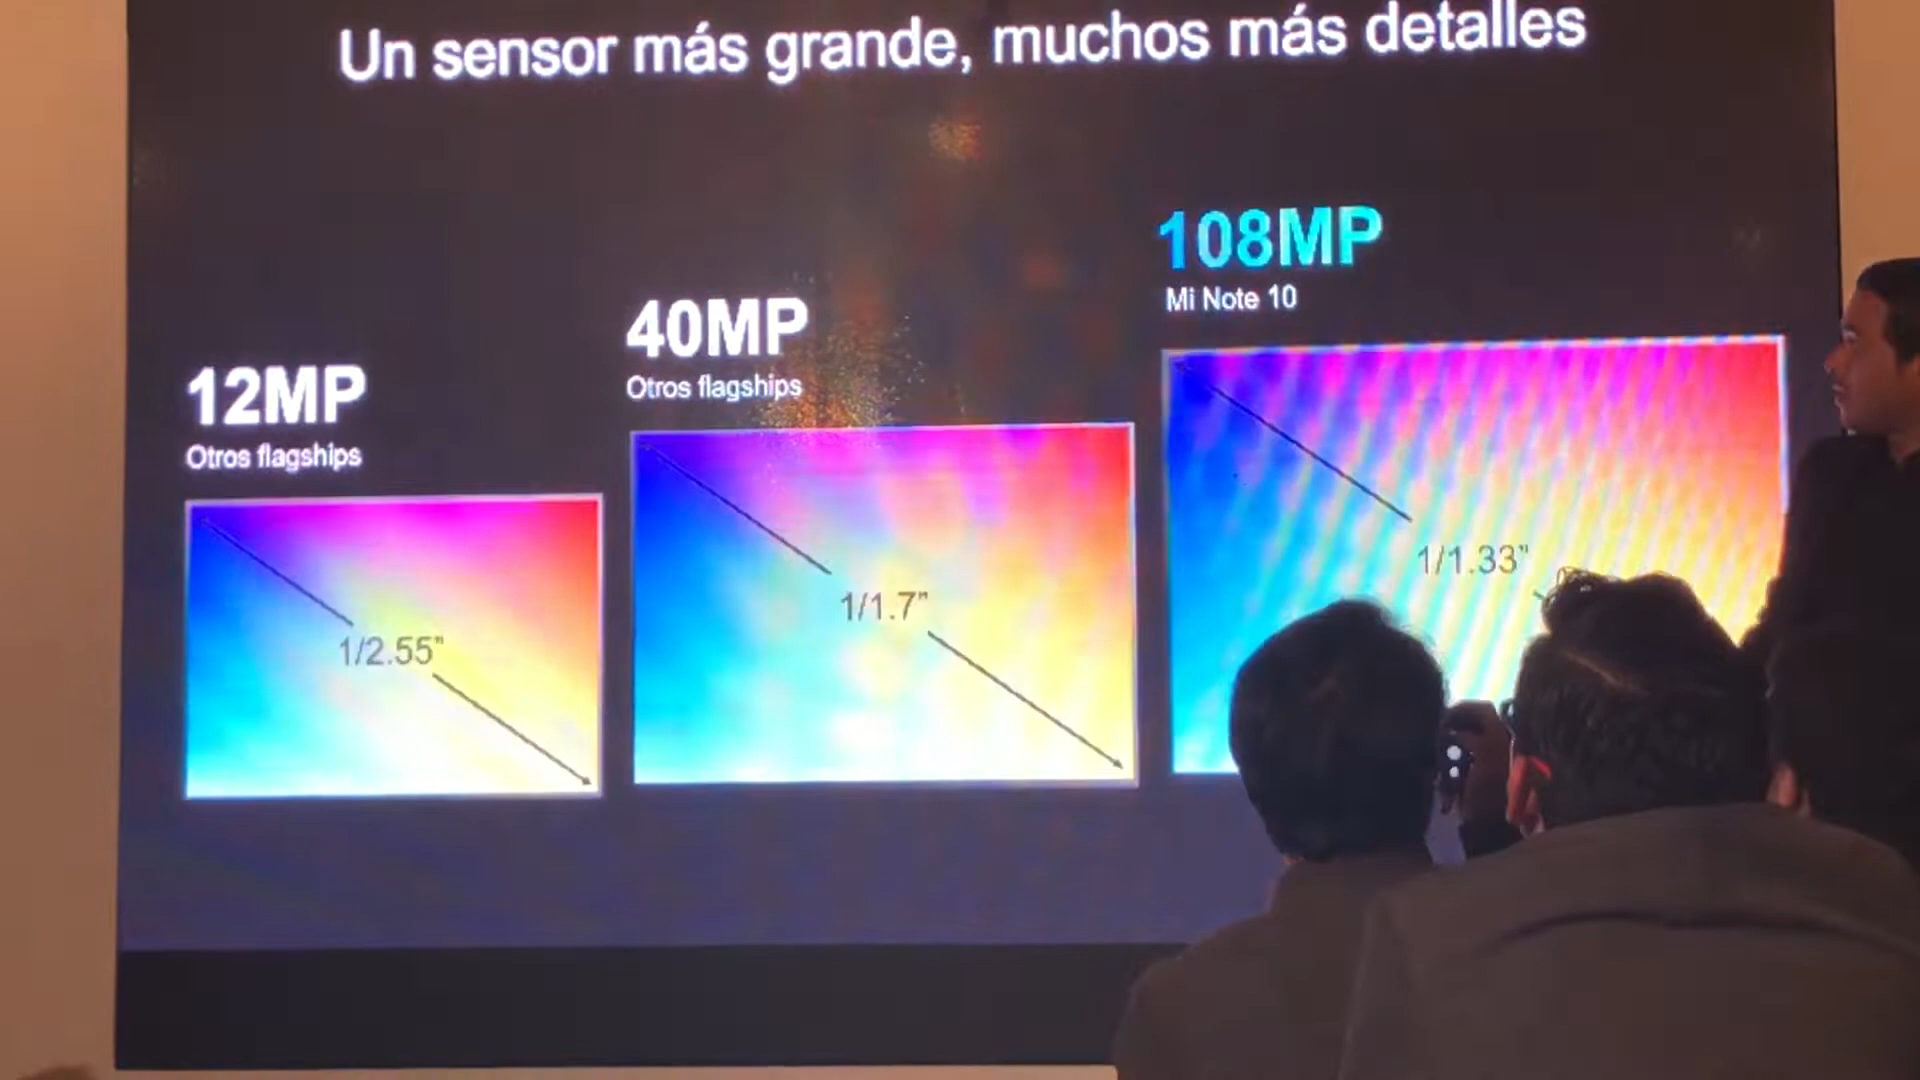 Un sensor más grande, muchos más detalles
12MP
Otros flagships
1/2.55”
40MP
Otros flagships
1/1.7”
108MP
Mi Note 10
1/1.33”